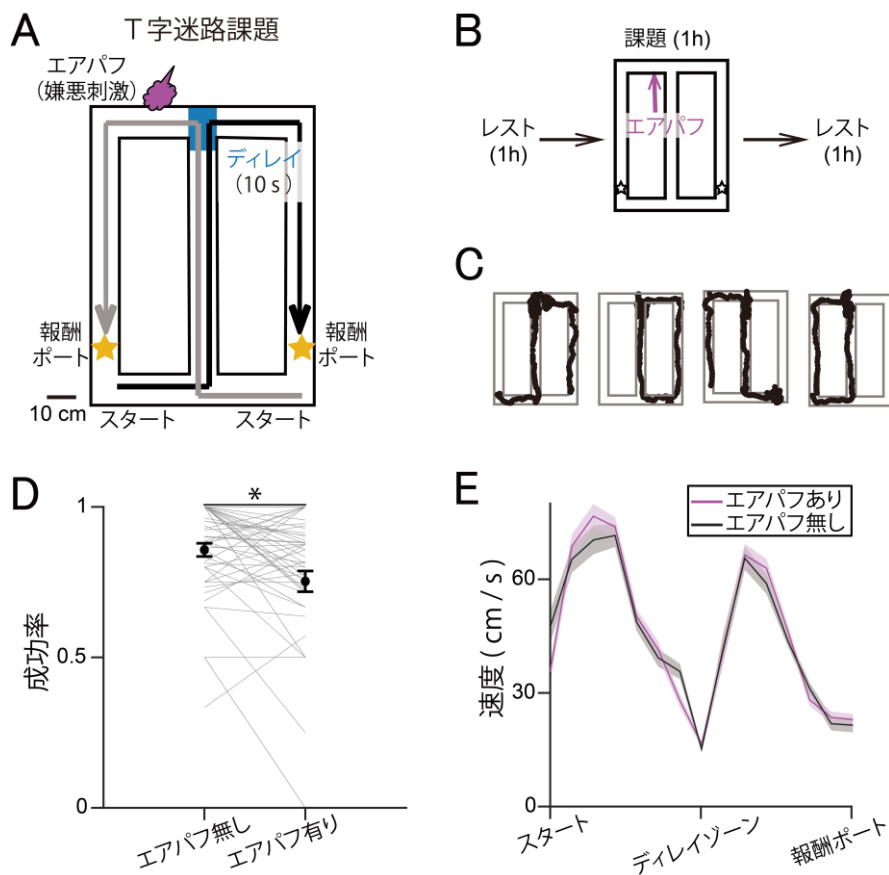 A
T字迷路課題
エアパフ
(嫌悪刺激)
ディレイ
(10 s)
報酬
ポート
報酬
ポート
10 cm
スタート
スタート
B
課題 (1h)
エアパフ
レスト
(1h)
レスト
(1h)
C
D
*
1
0.5
0
成功率
エアパフ無し
エアパフ有り
E
エアパフあり
エアパフ無し
60
30
0
速度 ( cm / s )
スタート
ディレイゾーン
報酬ポート